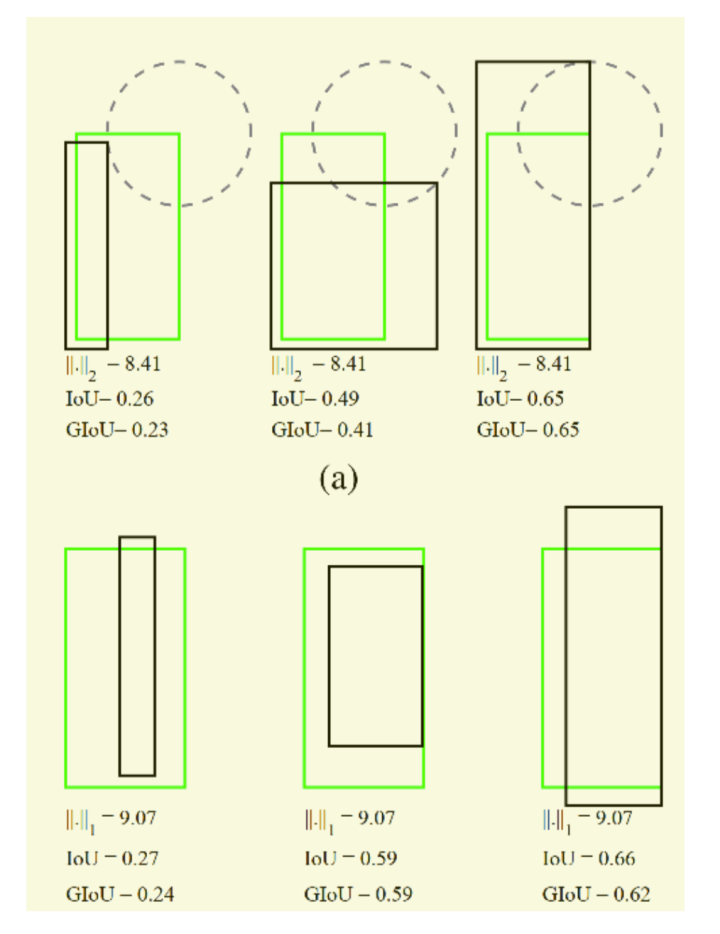 ||.||₂ – 8.41 ||.||₂ – 8.41 ||.||₂ – 8.41
IoU– 0.26 IoU– 0.49 IoU– 0.65
GIoU– 0.23 GIoU– 0.41 GIoU– 0.65
(a)
||.||₁ – 9.07 ||.||₁ – 9.07 ||.||₁ – 9.07
IoU – 0.27 IoU – 0.59 IoU – 0.66
GIoU – 0.24 GIoU – 0.59 GIoU – 0.62